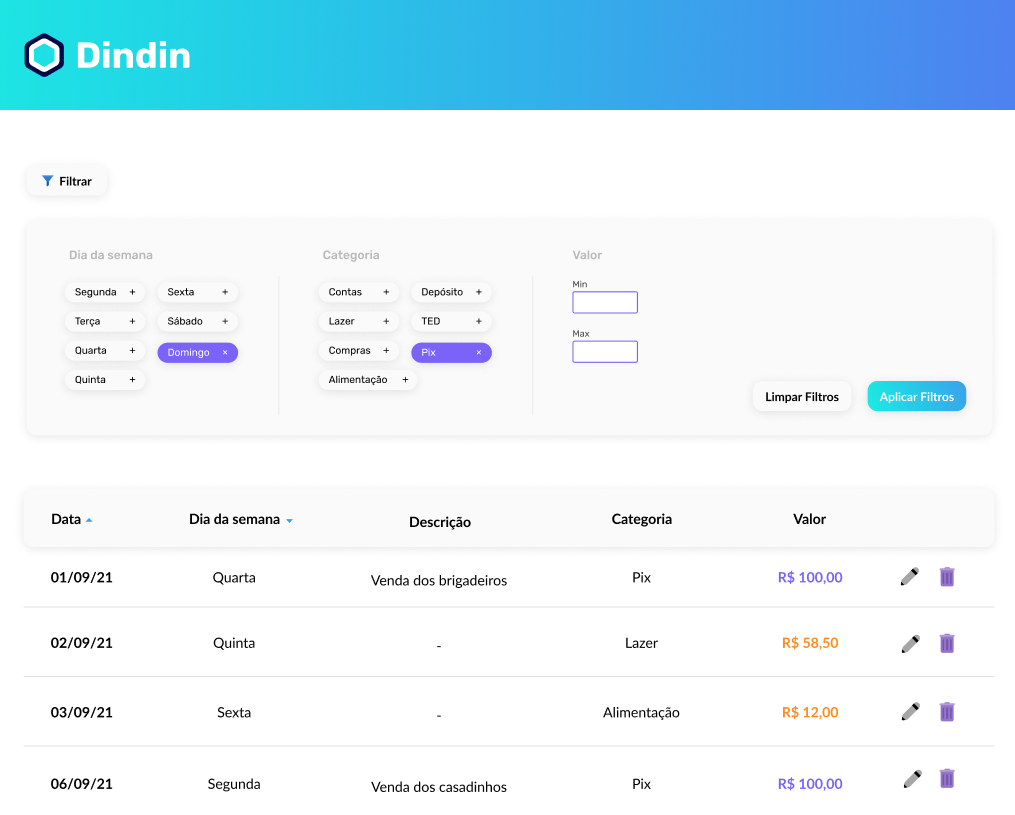 Dindin
Filtrar
Dia da semana Categoria Valor
Min
Segunda + Sexta + Contas + Depósito +
Terça + Sábado + Lazer + TED +
Max
Quarta + Domingo × Compras + Pix ×
Quinta + Alimentação +
Limpar Filtros Aplicar Filtros
Data Dia da semana Descrição Categoria Valor
01/09/21 Quarta Venda dos brigadeiros Pix R$ 100,00
02/09/21 Quinta - Lazer R$ 58,50
03/09/21 Sexta - Alimentação R$ 12,00
06/09/21 Segunda Venda dos casadinhos Pix R$ 100,00